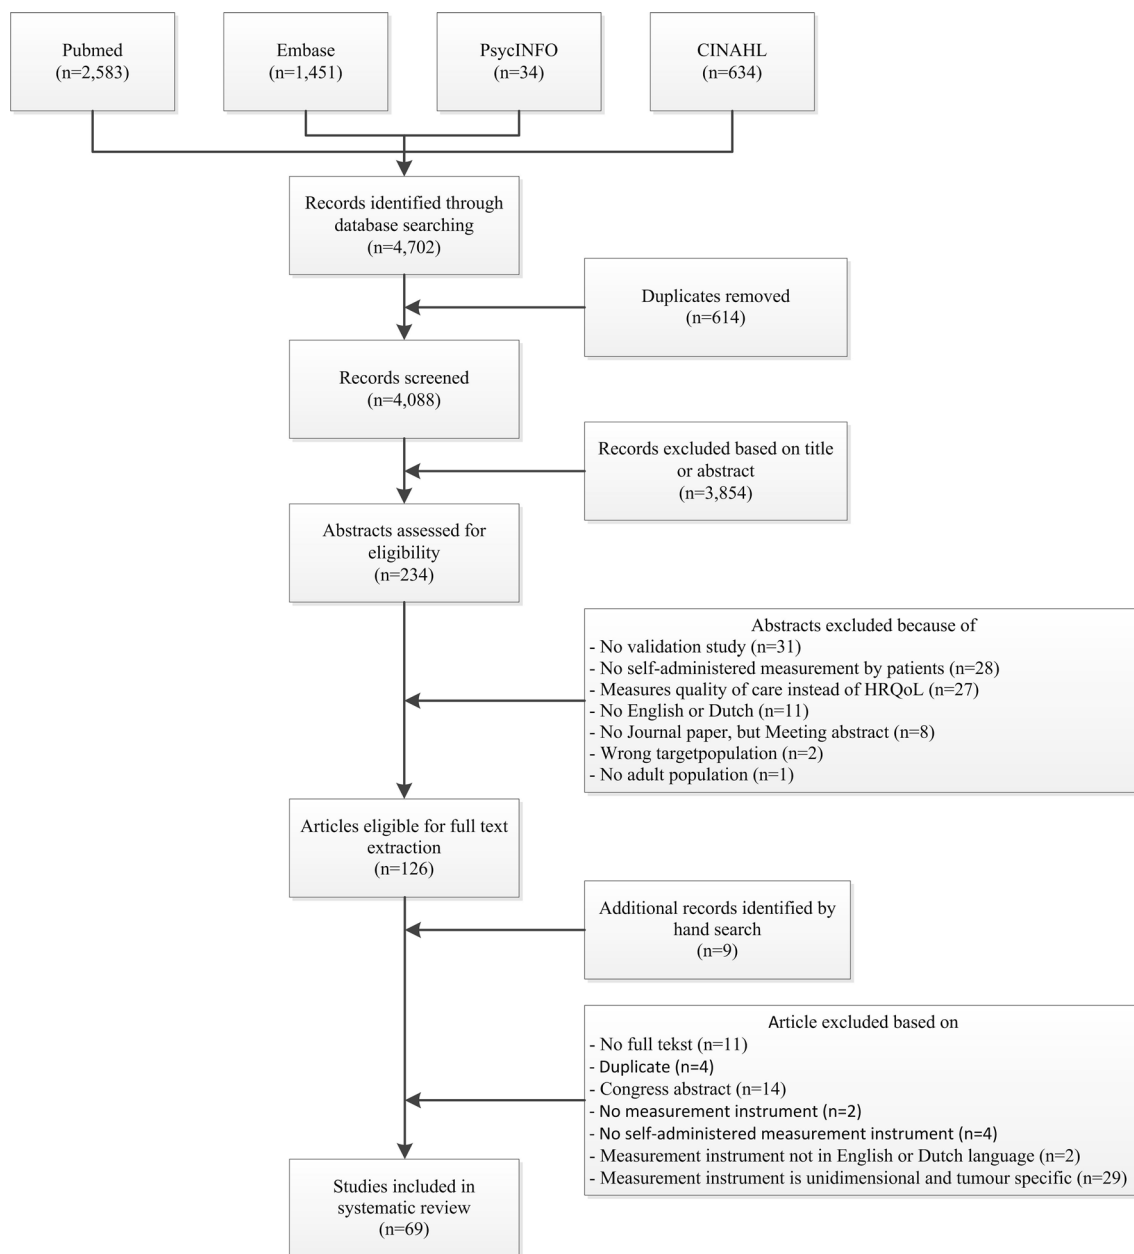 Pubmed
(n=2,583)
Embase
(n=1,451)
PsycINFO
(n=34)
CINAHL
(n=634)
Records identified through
database searching
(n=4,702)
Duplicates removed
(n=614)
Records screened
(n=4,088)
Records excluded based on title
or abstract
(n=3,854)
Abstracts assessed for
eligibility
(n=234)
Abstracts excluded because of
- No validation study (n=31)
- No self-administered measurement by patients (n=28)
- Measures quality of care instead of HRQoL (n=27)
- No English or Dutch (n=11)
- No Journal paper, but Meeting abstract (n=8)
- Wrong targetpopulation (n=2)
- No adult population (n=1)
Articles eligible for full text
extraction
(n=126)
Additional records identified by
hand search
(n=9)
Article excluded based on
- No full tekst (n=11)
- Duplicate (n=4)
- Congress abstract (n=14)
- No measurement instrument (n=2)
- No self-administered measurement instrument (n=4)
- Measurement instrument not in English or Dutch language (n=2)
- Measurement instrument is unidimensional and tumour specific (n=29)
Studies included in
systematic review
(n=69)